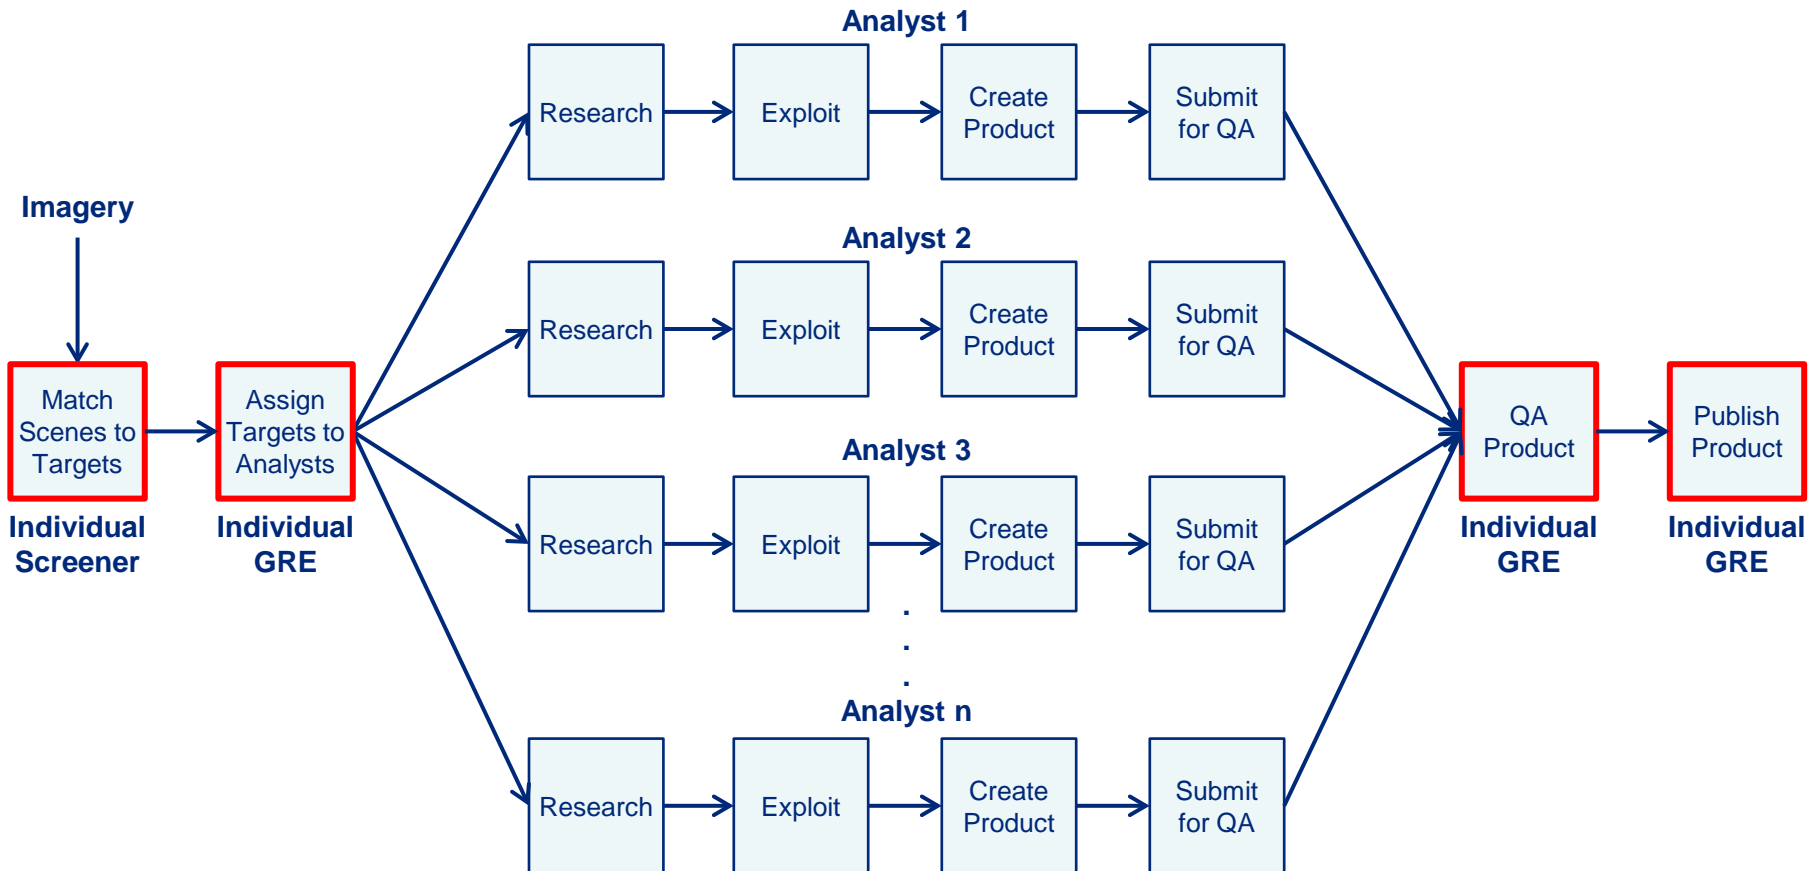 Analyst 1
Research
Exploit
Create
Product
Submit
for QA
Imagery
Analyst 2
Research
Exploit
Create
Product
Submit
for QA
Match
Scenes to
Targets
Individual
Screener
Assign
Targets to
Analysts
Individual
GRE
Analyst 3
Research
Exploit
Create
Product
Submit
for QA
.
.
.
Analyst n
Research
Exploit
Create
Product
Submit
for QA
QA
Product
Individual
GRE
Publish
Product
Individual
GRE